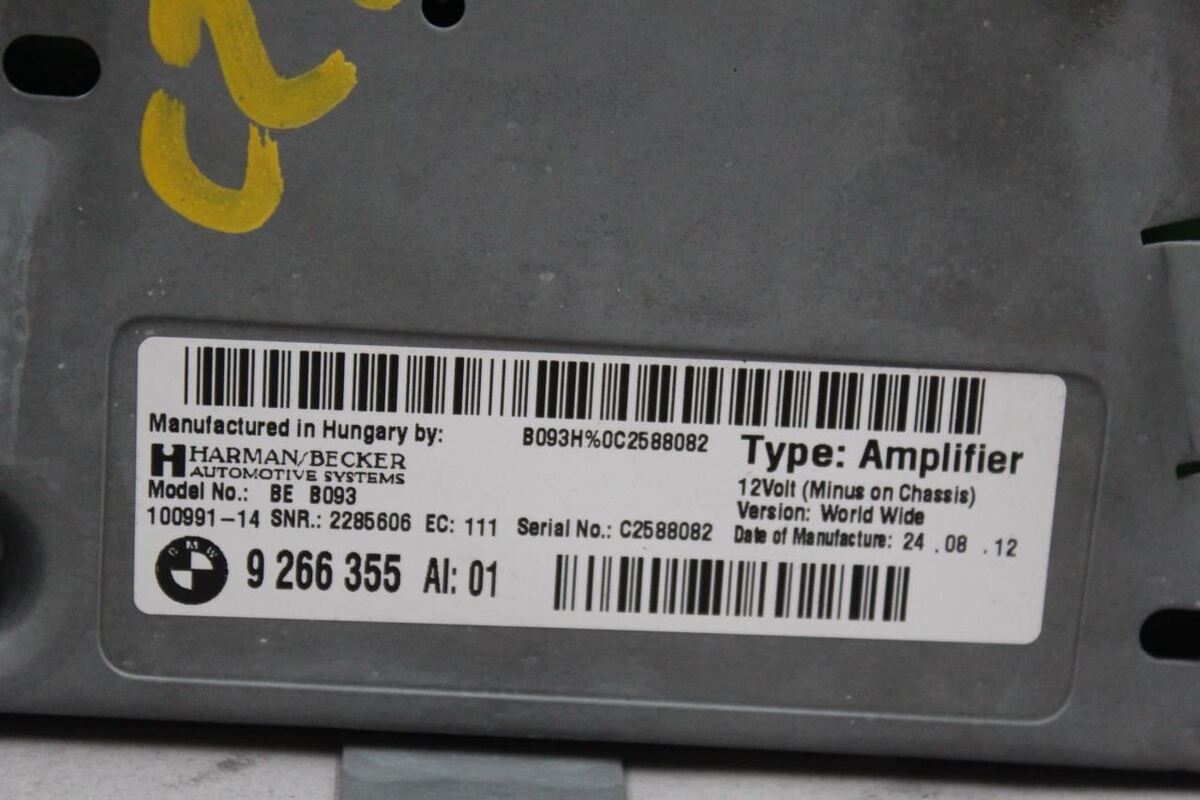 Manufactured in Hungary by:
B093H%0C2588082
Type: Amplifier
HARMAN/BECKER
AUTOMOTIVE SYSTEMS
12Volt (Minus on Chassis)
Model No.: BE B093
Version: World Wide
100991-14 SNR.: 2285606 EC: 111 Serial No.: C2588082
Date of Manufacture: 24 .08 .12
BMW
9 266 355 AI: 01